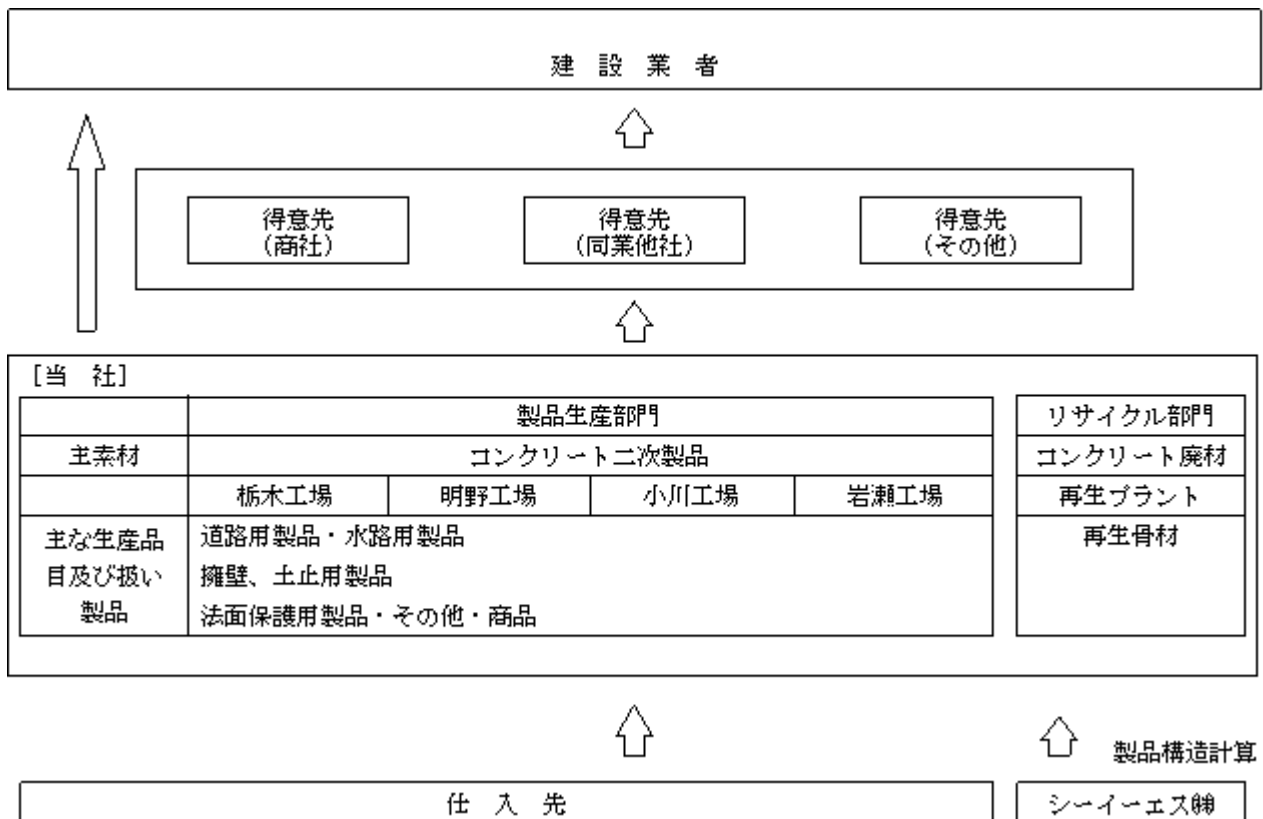 建設業者
得意先
(商社)
得意先
(同業他社)
得意先
(その他)
[当 社]
製品生産部門
リサイクル部門
主素材
コンクリート二次製品
コンクリート廃材
栃木工場
明野工場
小川工場
岩瀬工場
再生プラント
主な生産品
目及び扱い
製品
道路用製品・水路用製品
擁壁、土止用製品
法面保護用製品・その他・商品
再生骨材
製品構造計算
仕入先
シーイーエス㈱